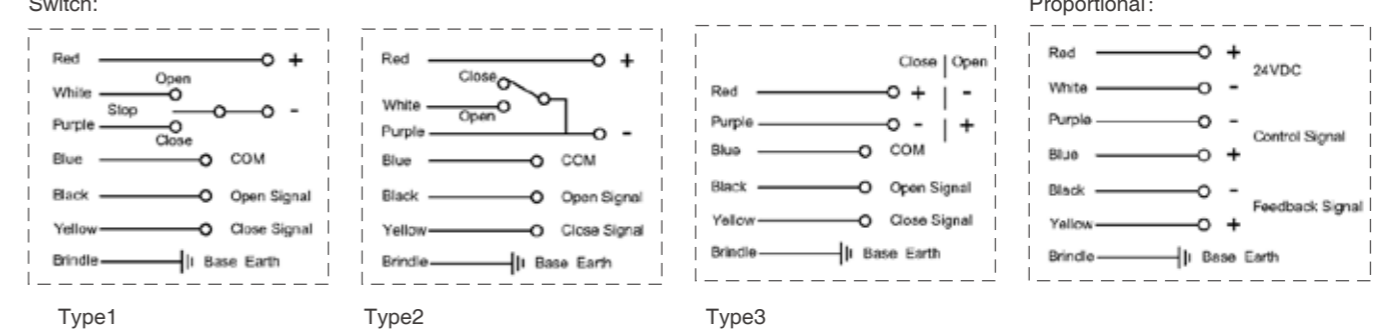 Switch:
Red +
Open
White
Stop -
Purple
Close
Blue COM
Black Open Signal
Yellow Close Signal
Brindle Base Earth
Type1
Red +
Close
White
Open
Purple -
Blue COM
Black Open Signal
Yellow Close Signal
Brindle Base Earth
Type2
Close | Open
Red + | -
Purple - | +
Blue COM
Black Open Signal
Yellow Close Signal
Brindle Base Earth
Type3
Proportional:
Red +
24VDC
White -
Purple -
Control Signal
Blue +
Black -
Feedback Signal
Yellow +
Brindle Base Earth